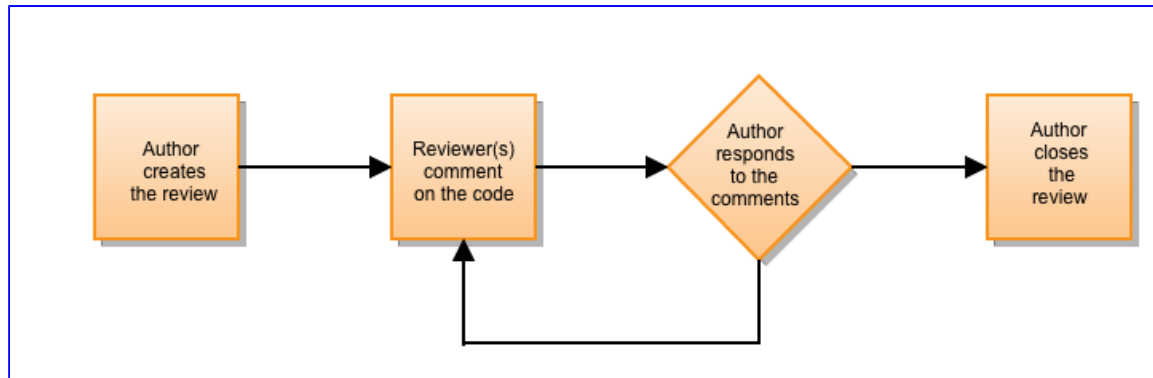 Author
creates
the review
Reviewer(s)
comment
on the code
Author
responds
to the
comments
Author
closes
the
review